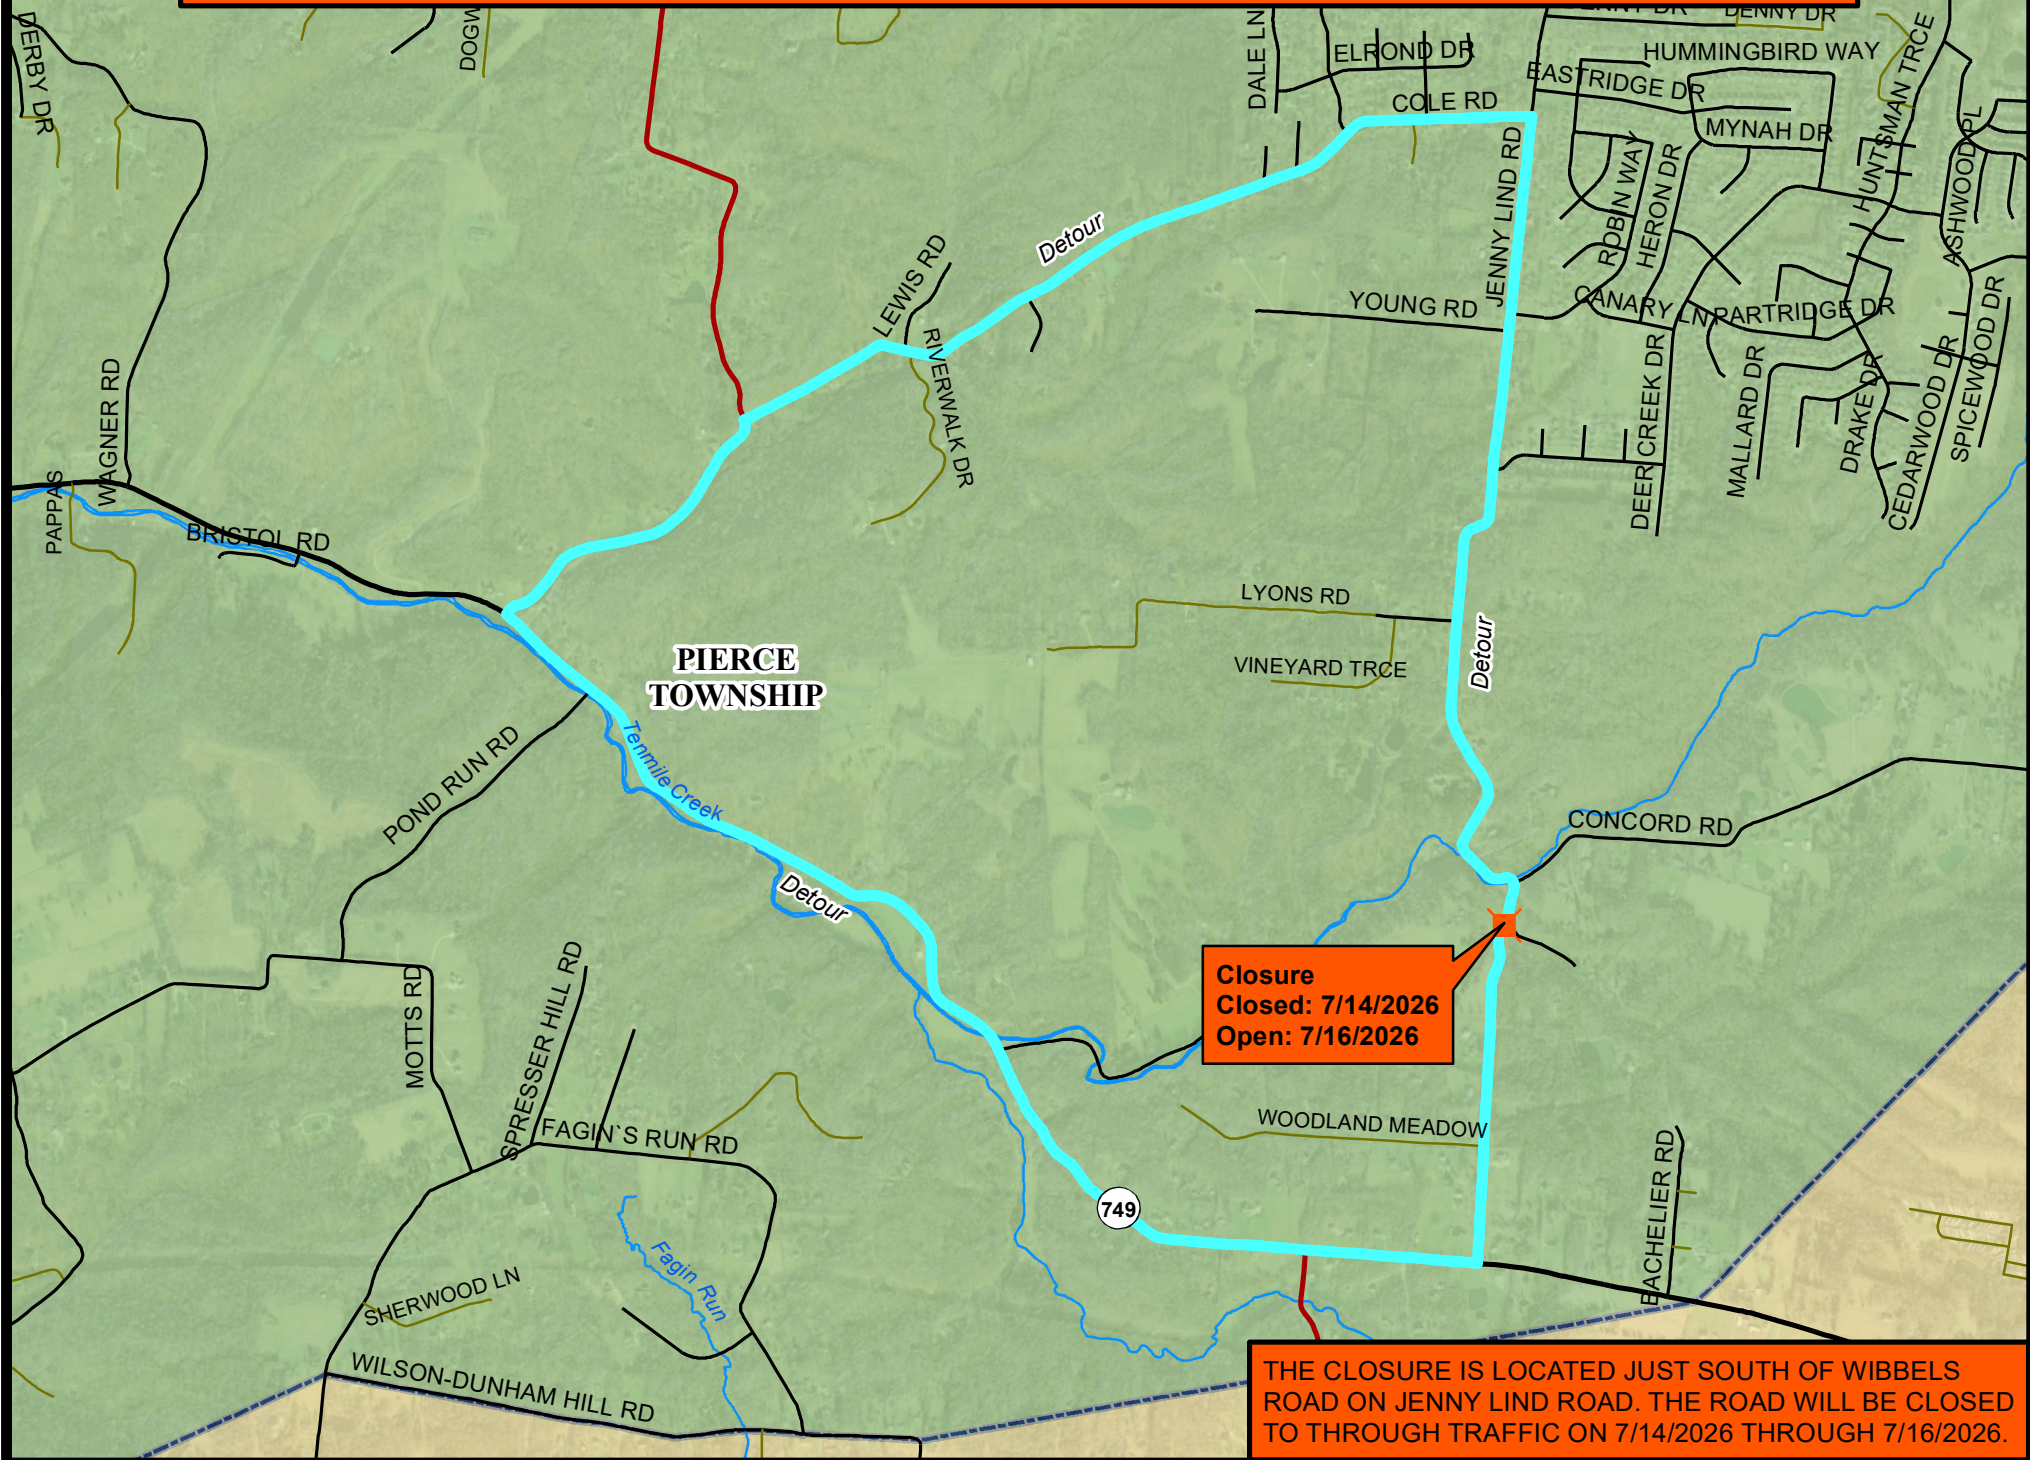 DERBY DR
DOGW
DALE LN
ELROND DR
DENNY DR
HUMMINGBIRD WAY
HUNTSMAN TRCE
EASTRIDGE DR
COLE RD
MYNAH DR
ASHWOOD PL
JENNY LIND RD
ROBIN WAY
HERON DR
Detour
LEWIS RD
YOUNG RD
CANARY LN
PARTRIDGE DR
SPICEWOOD DR
RIVERWALK DR
WAGNER RD
DEER CREEK DR
MALLARD DR
DRAKE DR
CEDARWOOD DR
PAPPAS
BRISTOL RD
LYONS RD
VINEYARD TRCE
Detour
PIERCE
TOWNSHIP
Tenmile Creek
POND RUN RD
CONCORD RD
Detour
Closure
Closed: 7/14/2026
Open: 7/16/2026
MOTTS RD
SPRESSER HILL RD
FAGIN`S RUN RD
WOODLAND MEADOW
BACHELIER RD
749
Fagin Run
SHERWOOD LN
WILSON-DUNHAM HILL RD
THE CLOSURE IS LOCATED JUST SOUTH OF WIBBELS
ROAD ON JENNY LIND ROAD. THE ROAD WILL BE CLOSED
TO THROUGH TRAFFIC ON 7/14/2026 THROUGH 7/16/2026.